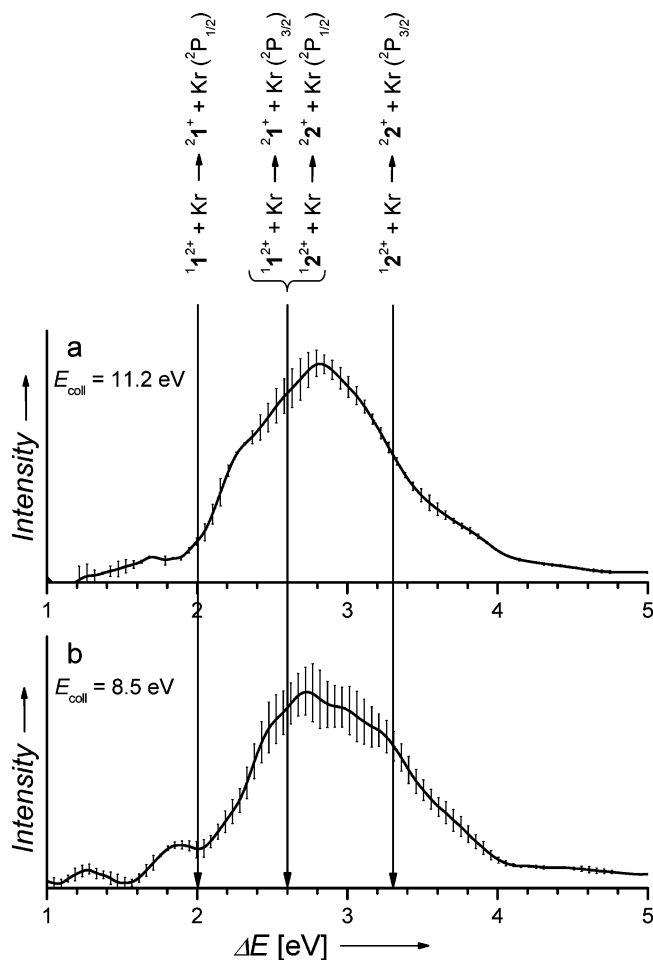 ¹1²⁺ + Kr → ²1⁺ + Kr (²P₁/₂)
¹1²⁺ + Kr → ²1⁺ + Kr (²P₃/₂)
¹2²⁺ + Kr → ²2⁺ + Kr (²P₁/₂)
¹2²⁺ + Kr → ²2⁺ + Kr (²P₃/₂)
a
E_coll = 11.2 eV
Intensity →
1 2 3 4 5
b
E_coll = 8.5 eV
Intensity →
1 2 3 4 5
ΔE [eV] →